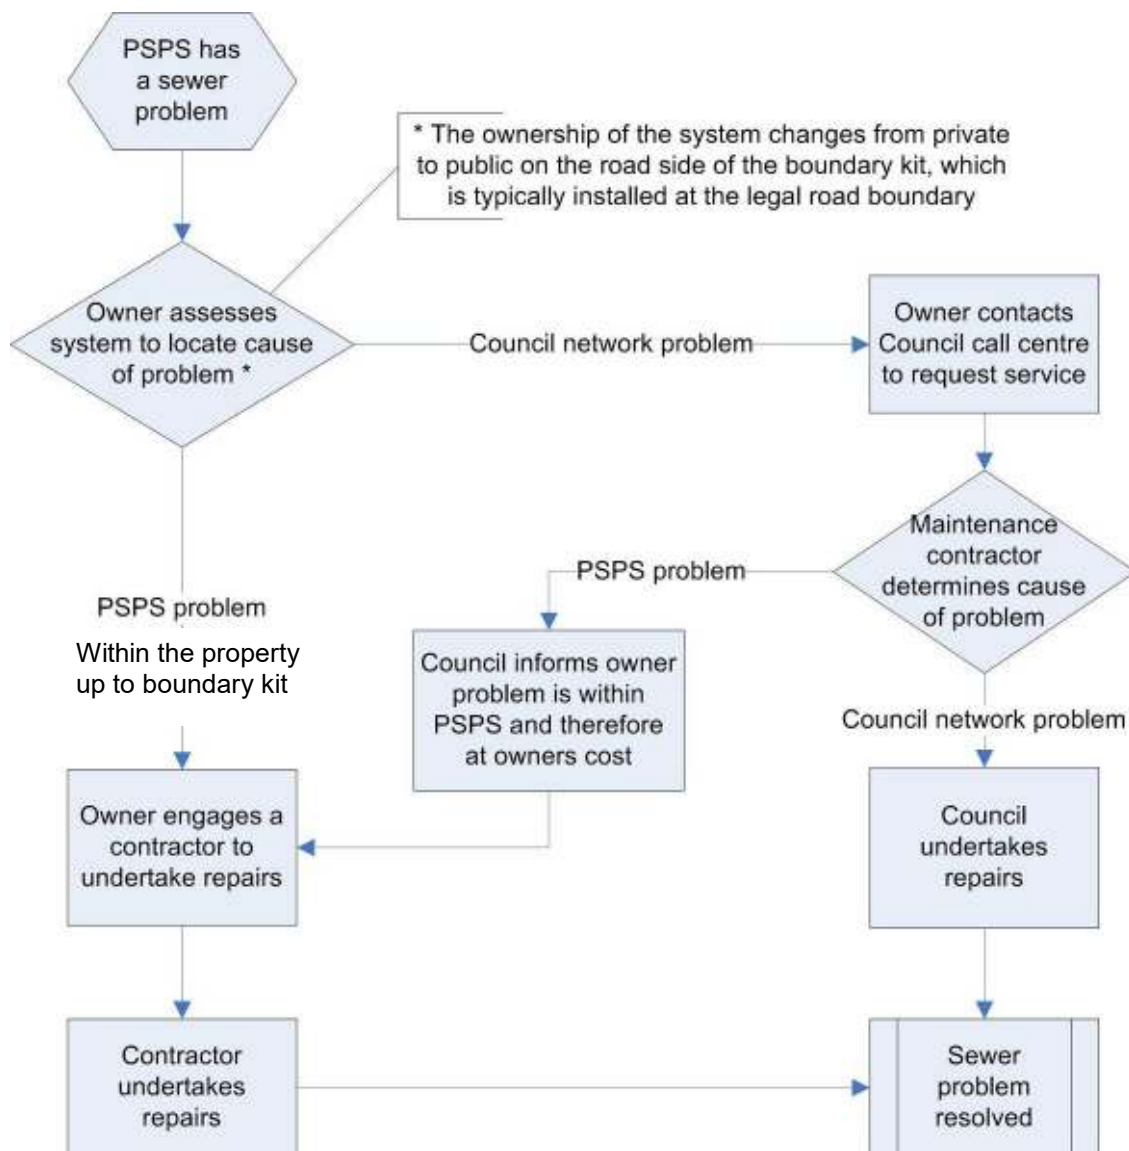 PSPS has
a sewer
problem
* The ownership of the system changes from private
to public on the road side of the boundary kit, which
is typically installed at the legal road boundary
Owner assesses
system to locate cause
of problem *
Council network problem
Owner contacts
Council call centre
to request service
Maintenance
contractor
determines cause
of problem
PSPS problem
PSPS problem
Within the property
up to boundary kit
Council informs owner
problem is within
PSPS and therefore
at owners cost
Council network problem
Owner engages a
contractor to
undertake repairs
Council
undertakes
repairs
Contractor
undertakes
repairs
Sewer
problem
resolved